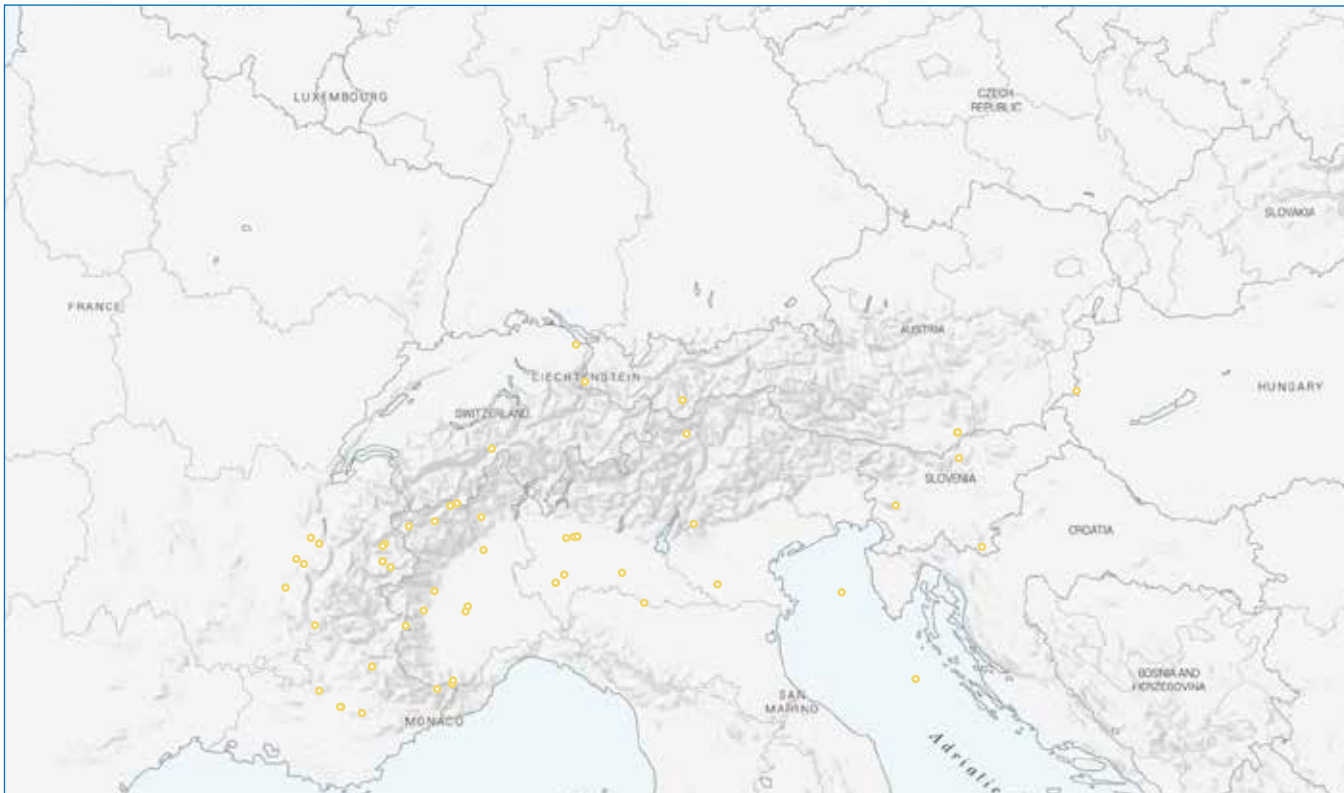 LUXEMBOURG
CZECH
REPUBLIC
SLOVAKIA
FRANCE
AUSTRIA
LIECHTENSTEIN
HUNGARY
SWITZERLAND
SLOVENIA
CROATIA
BOSNIA AND
HERZEGOVINA
SAN
MARINO
MONACO
Adriatic